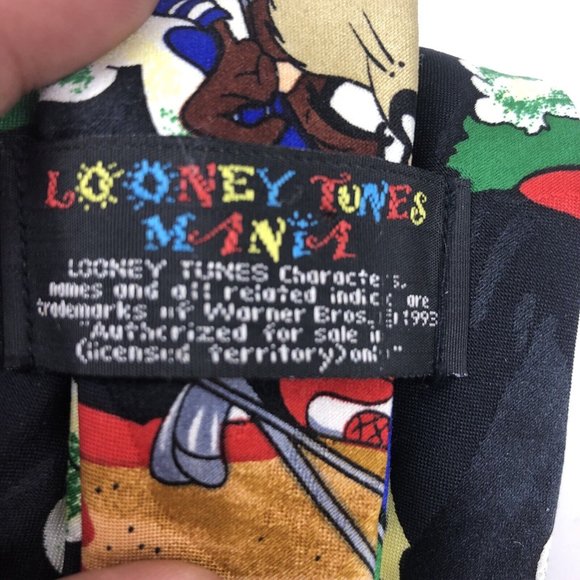 LOONEY TUNES
MANIA
LOONEY TUNES Characters,
names and all related indicia are
trademarks of Warner Bros. 1993
"Authorized for sale in
(licensed territory) only"